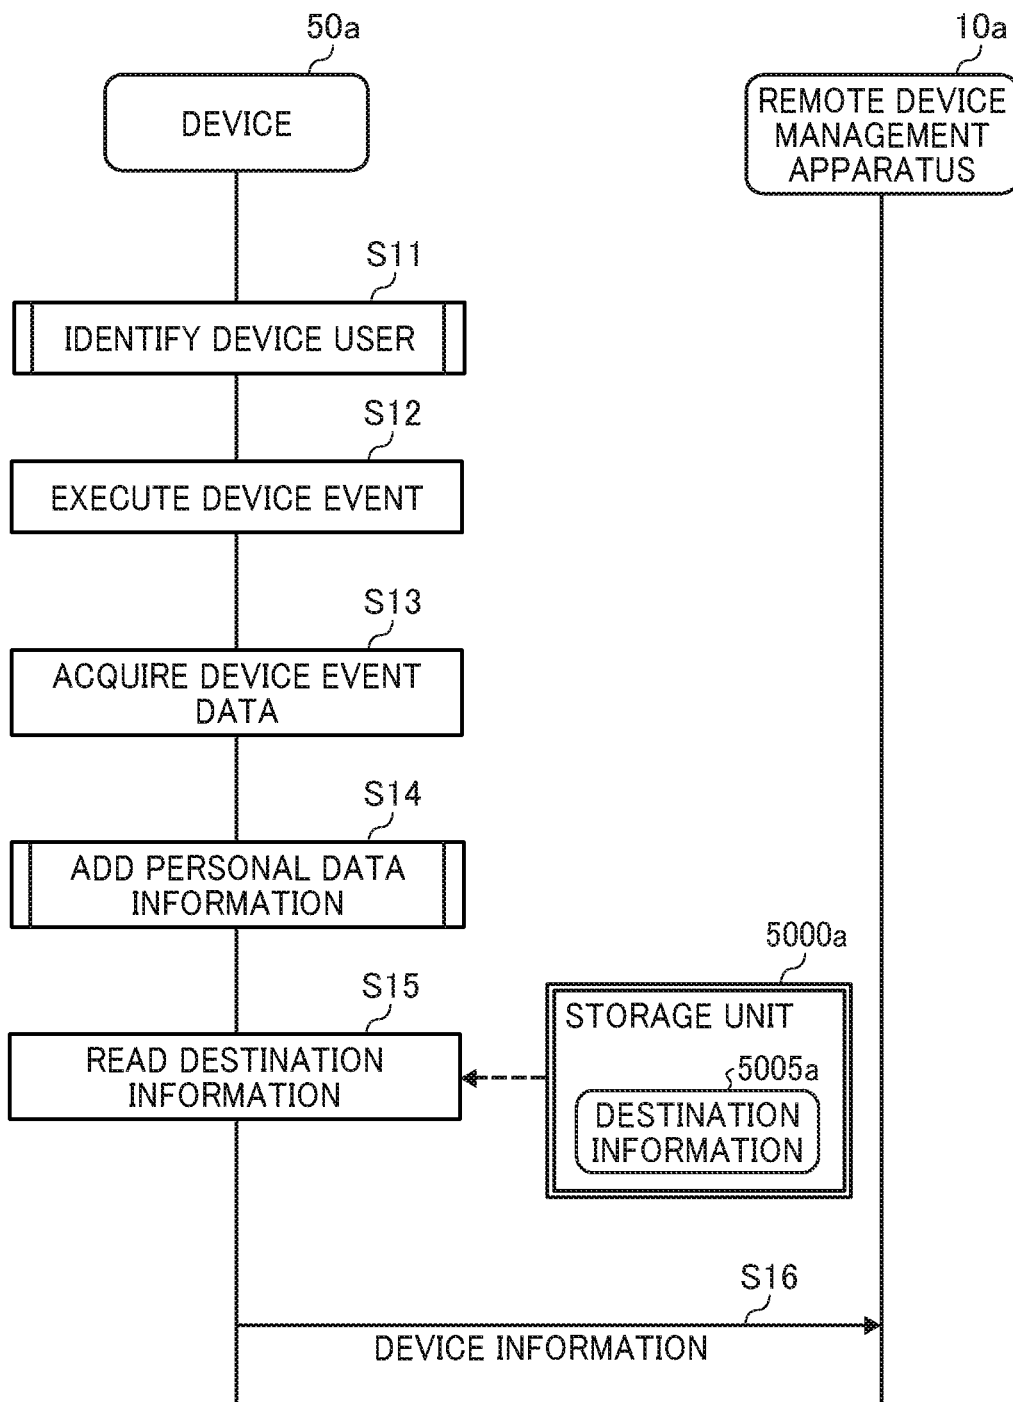 50a
10a
DEVICE
REMOTE DEVICE
MANAGEMENT
APPARATUS
S11
IDENTIFY DEVICE USER
S12
EXECUTE DEVICE EVENT
S13
ACQUIRE DEVICE EVENT
DATA
S14
ADD PERSONAL DATA
INFORMATION
5000a
S15
STORAGE UNIT
READ DESTINATION
INFORMATION
5005a
DESTINATION
INFORMATION
S16
DEVICE INFORMATION